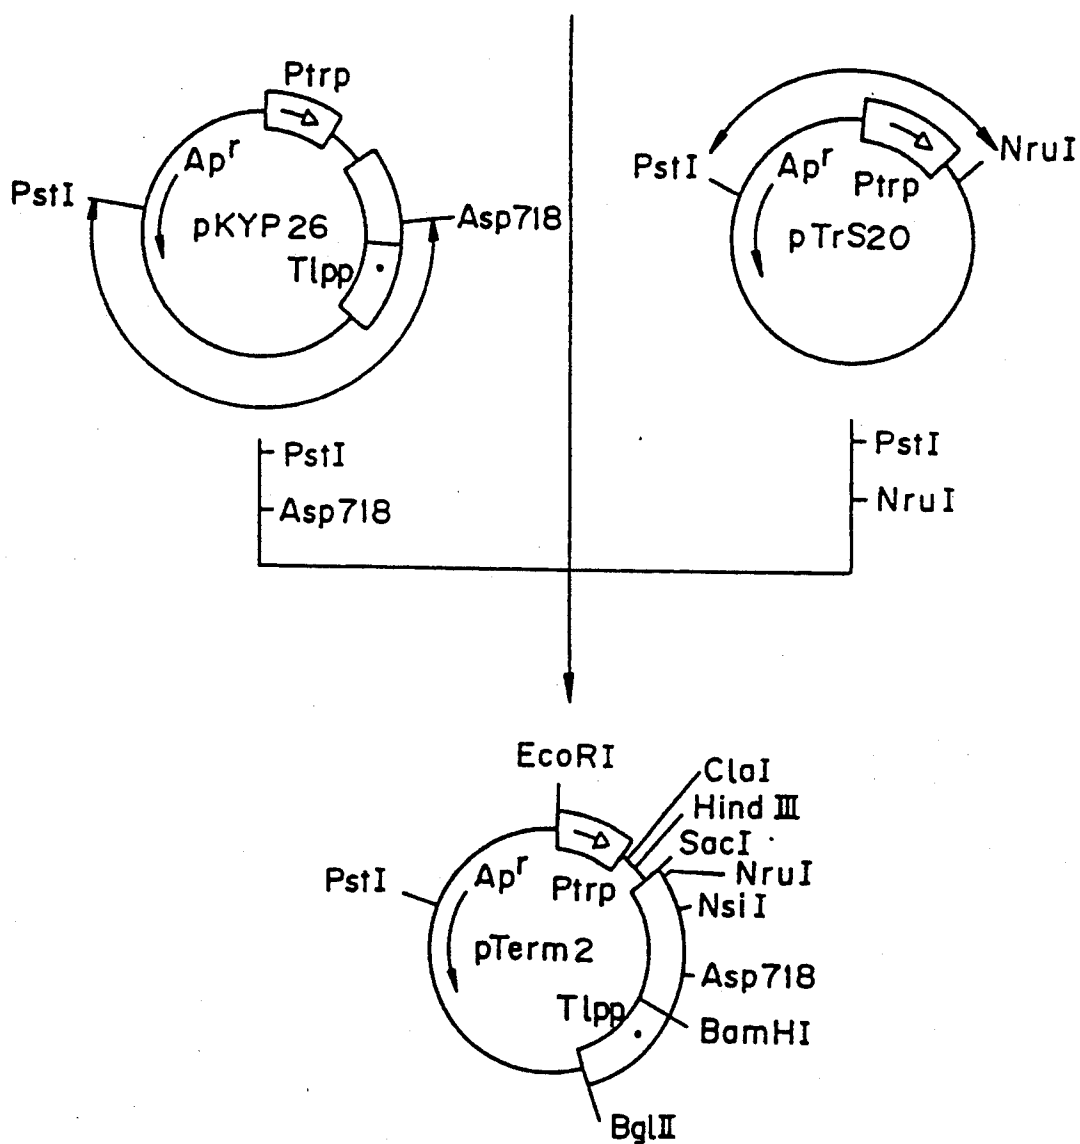 Ptrp
Apr
PstI
pKYP26
Asp718
Tlpp
PstI
Asp718
NruI
PstI
Apr
Ptrp
pTrS20
PstI
NruI
EcoRI
ClaI
Hind III
SacI
NruI
NsiI
PstI
Apr
Ptrp
pTerm2
Asp718
Tlpp
BamHI
BglII